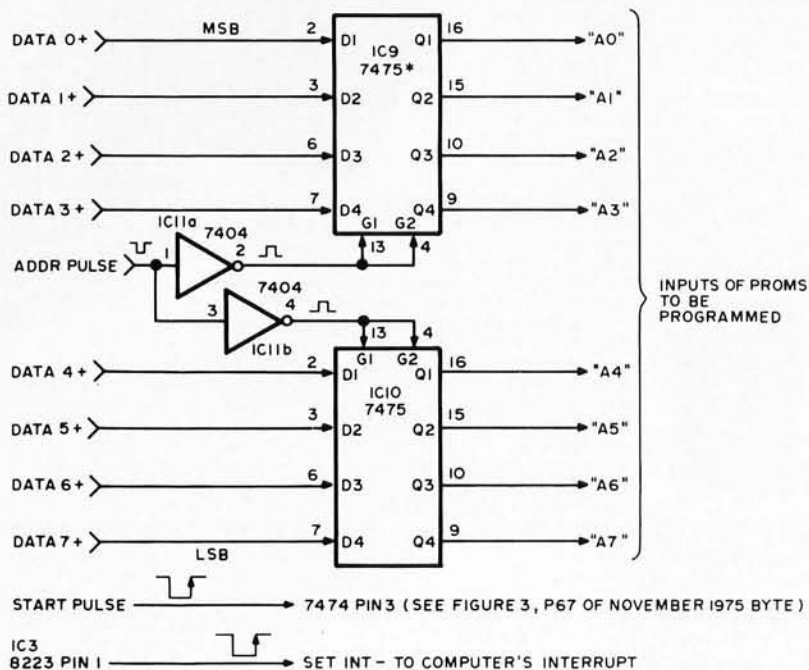 MSB
DATA 0+ 2 D1 Q1 16 "A0"
IC9
7475*
DATA 1+ 3 D2 Q2 15 "A1"
DATA 2+ 6 D3 Q3 10 "A2"
DATA 3+ 7 D4 Q4 9 "A3"
G1 G2
IC11a
7404
13 4
ADDR PULSE 1 2
INPUTS OF PROMS
TO BE
PROGRAMMED
7404
3 4
IC11b
13 4
G1 G2
DATA 4+ 2 D1 Q1 16 "A4"
IC10
7475
DATA 5+ 3 D2 Q2 15 "A5"
DATA 6+ 6 D3 Q3 10 "A6"
DATA 7+ 7 D4 Q4 9 "A7"
LSB
START PULSE 7474 PIN3 (SEE FIGURE 3, P67 OF NOVEMBER 1975 BYTE)
IC3
8223 PIN 1 SET INT- TO COMPUTER'S INTERRUPT